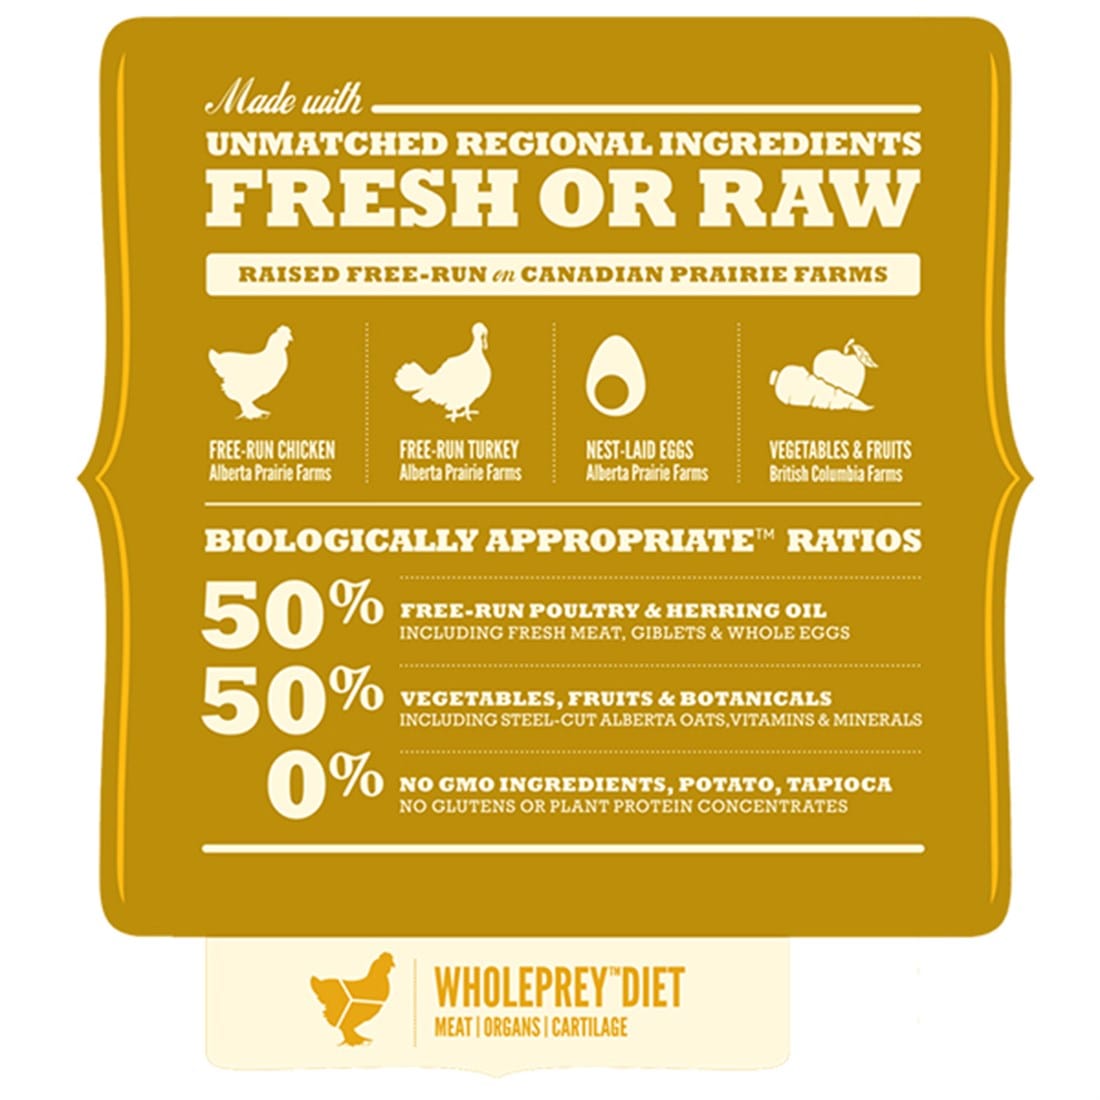 Made with
UNMATCHED REGIONAL INGREDIENTS
FRESH OR RAW
RAISED FREE-RUN on CANADIAN PRAIRIE FARMS
FREE-RUN CHICKEN
Alberta Prairie Farms
FREE-RUN TURKEY
Alberta Prairie Farms
NEST-LAID EGGS
Alberta Prairie Farms
VEGETABLES & FRUITS
British Columbia Farms
BIOLOGICALLY APPROPRIATE™ RATIOS
50%
FREE-RUN POULTRY & HERRING OIL
INCLUDING FRESH MEAT, GIBLETS & WHOLE EGGS
50%
VEGETABLES, FRUITS & BOTANICALS
INCLUDING STEEL-CUT ALBERTA OATS,VITAMINS & MINERALS
0%
NO GMO INGREDIENTS, POTATO, TAPIOCA
NO GLUTENS OR PLANT PROTEIN CONCENTRATES
WHOLEPREY™DIET
MEAT | ORGANS | CARTILAGE